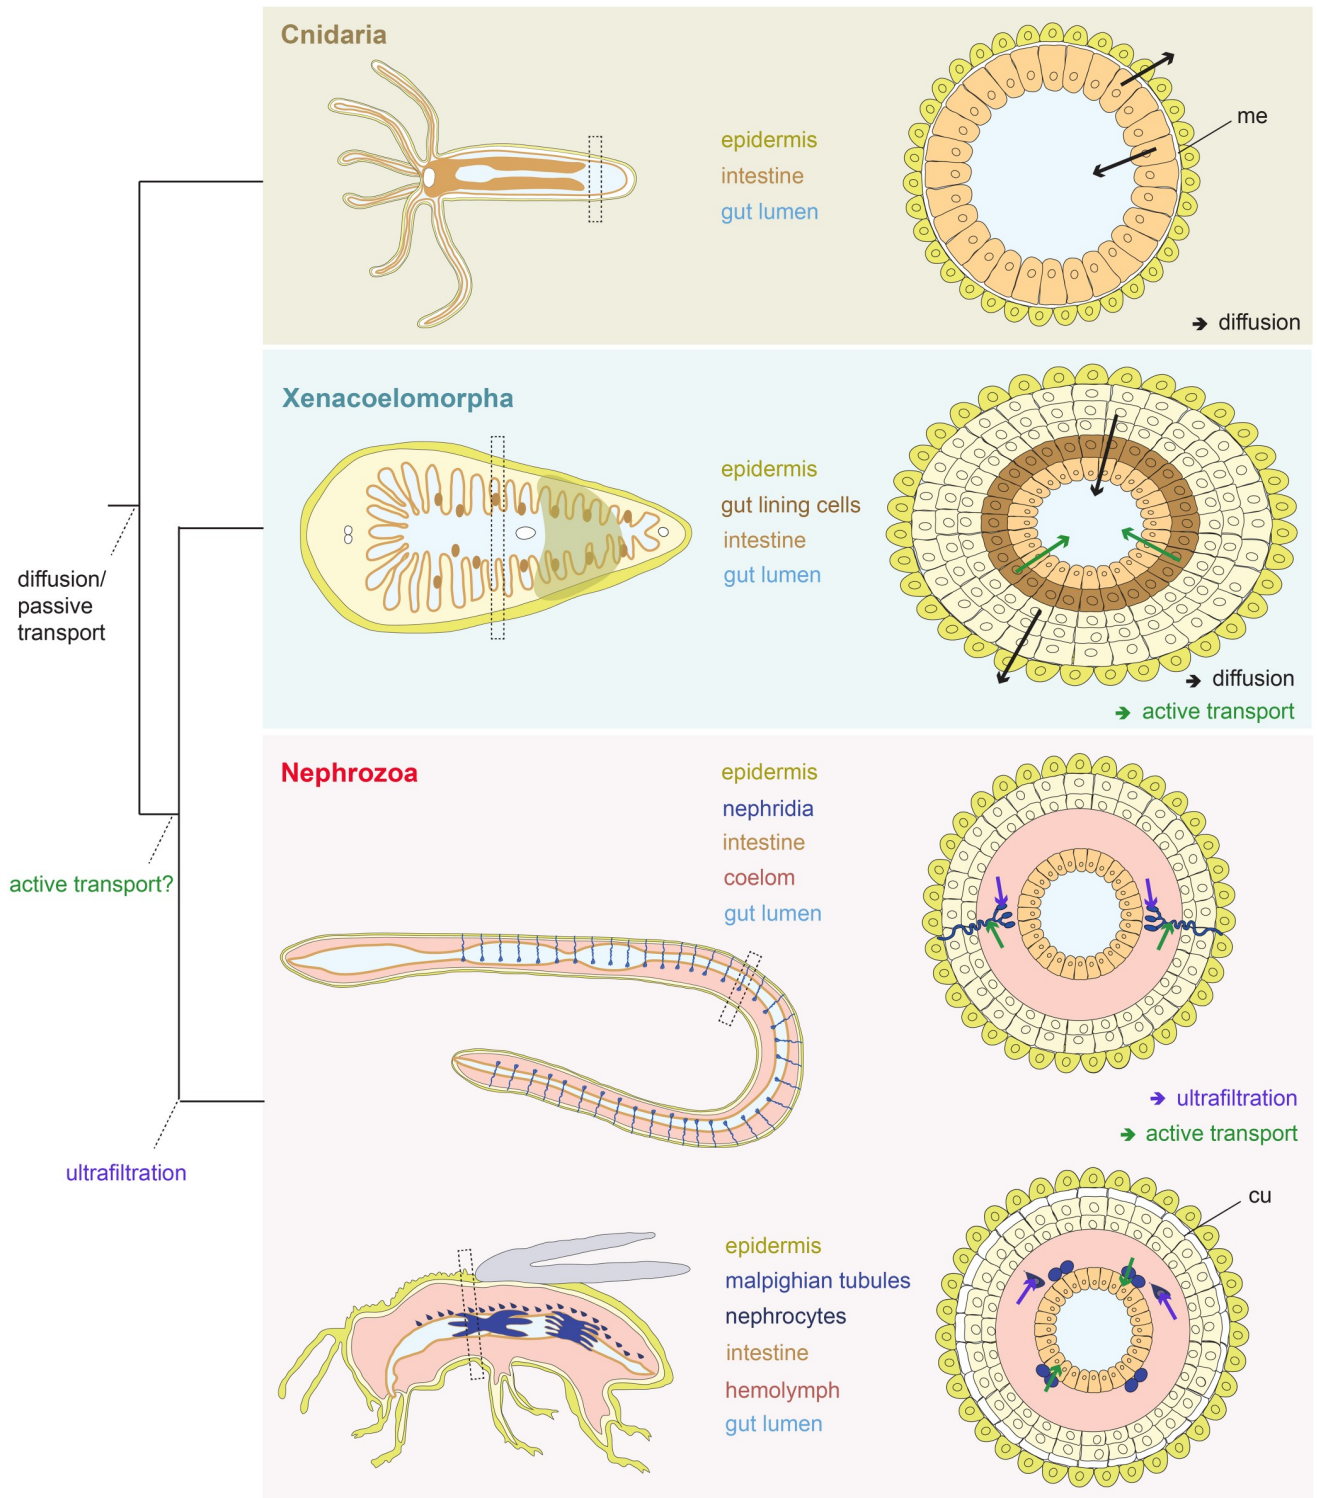 Cnidaria
epidermis
intestine
gut lumen
me
diffusion
Xenacoelomorpha
epidermis
gut lining cells
intestine
gut lumen
diffusion
active transport
diffusion/
passive
transport
active transport?
ultrafiltration
Nephrozoa
epidermis
nephridia
intestine
coelom
gut lumen
ultrafiltration
active transport
cu
epidermis
malpighian tubules
nephrocytes
intestine
hemolymph
gut lumen